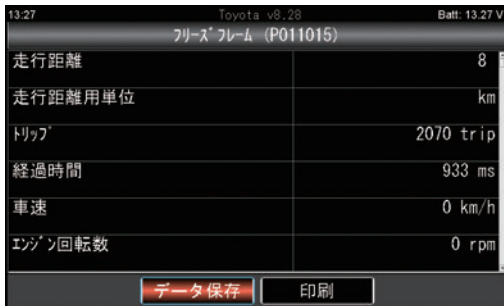 13:27 Toyota v8.28 Batt: 13.27 V
フリーズフレーム (P011015)
走行距離 8
走行距離用単位 km
トリップ 2070 trip
経過時間 933 ms
車速 0 km/h
エンジン回転数 0 rpm
データ保存 印刷